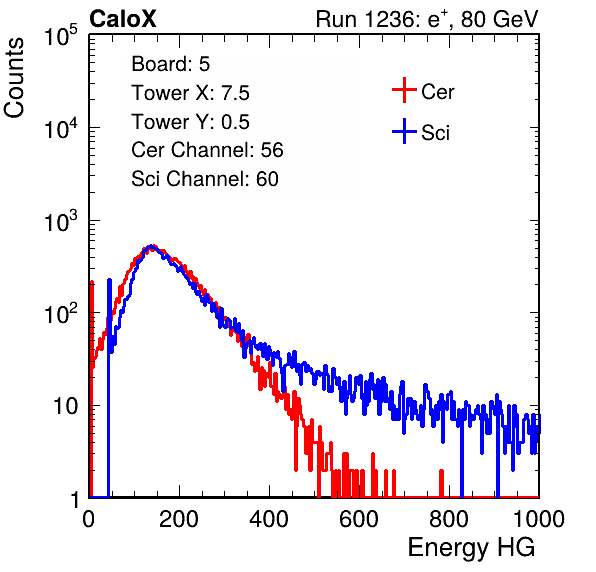 CaloX Run 1236: e⁺, 80 GeV
Counts
Board: 5
Tower X: 7.5
Tower Y: 0.5
Cer Channel: 56
Sci Channel: 60
Cer
Sci
10⁵
10⁴
10³
10²
10
1
0 200 400 600 800 1000
Energy HG